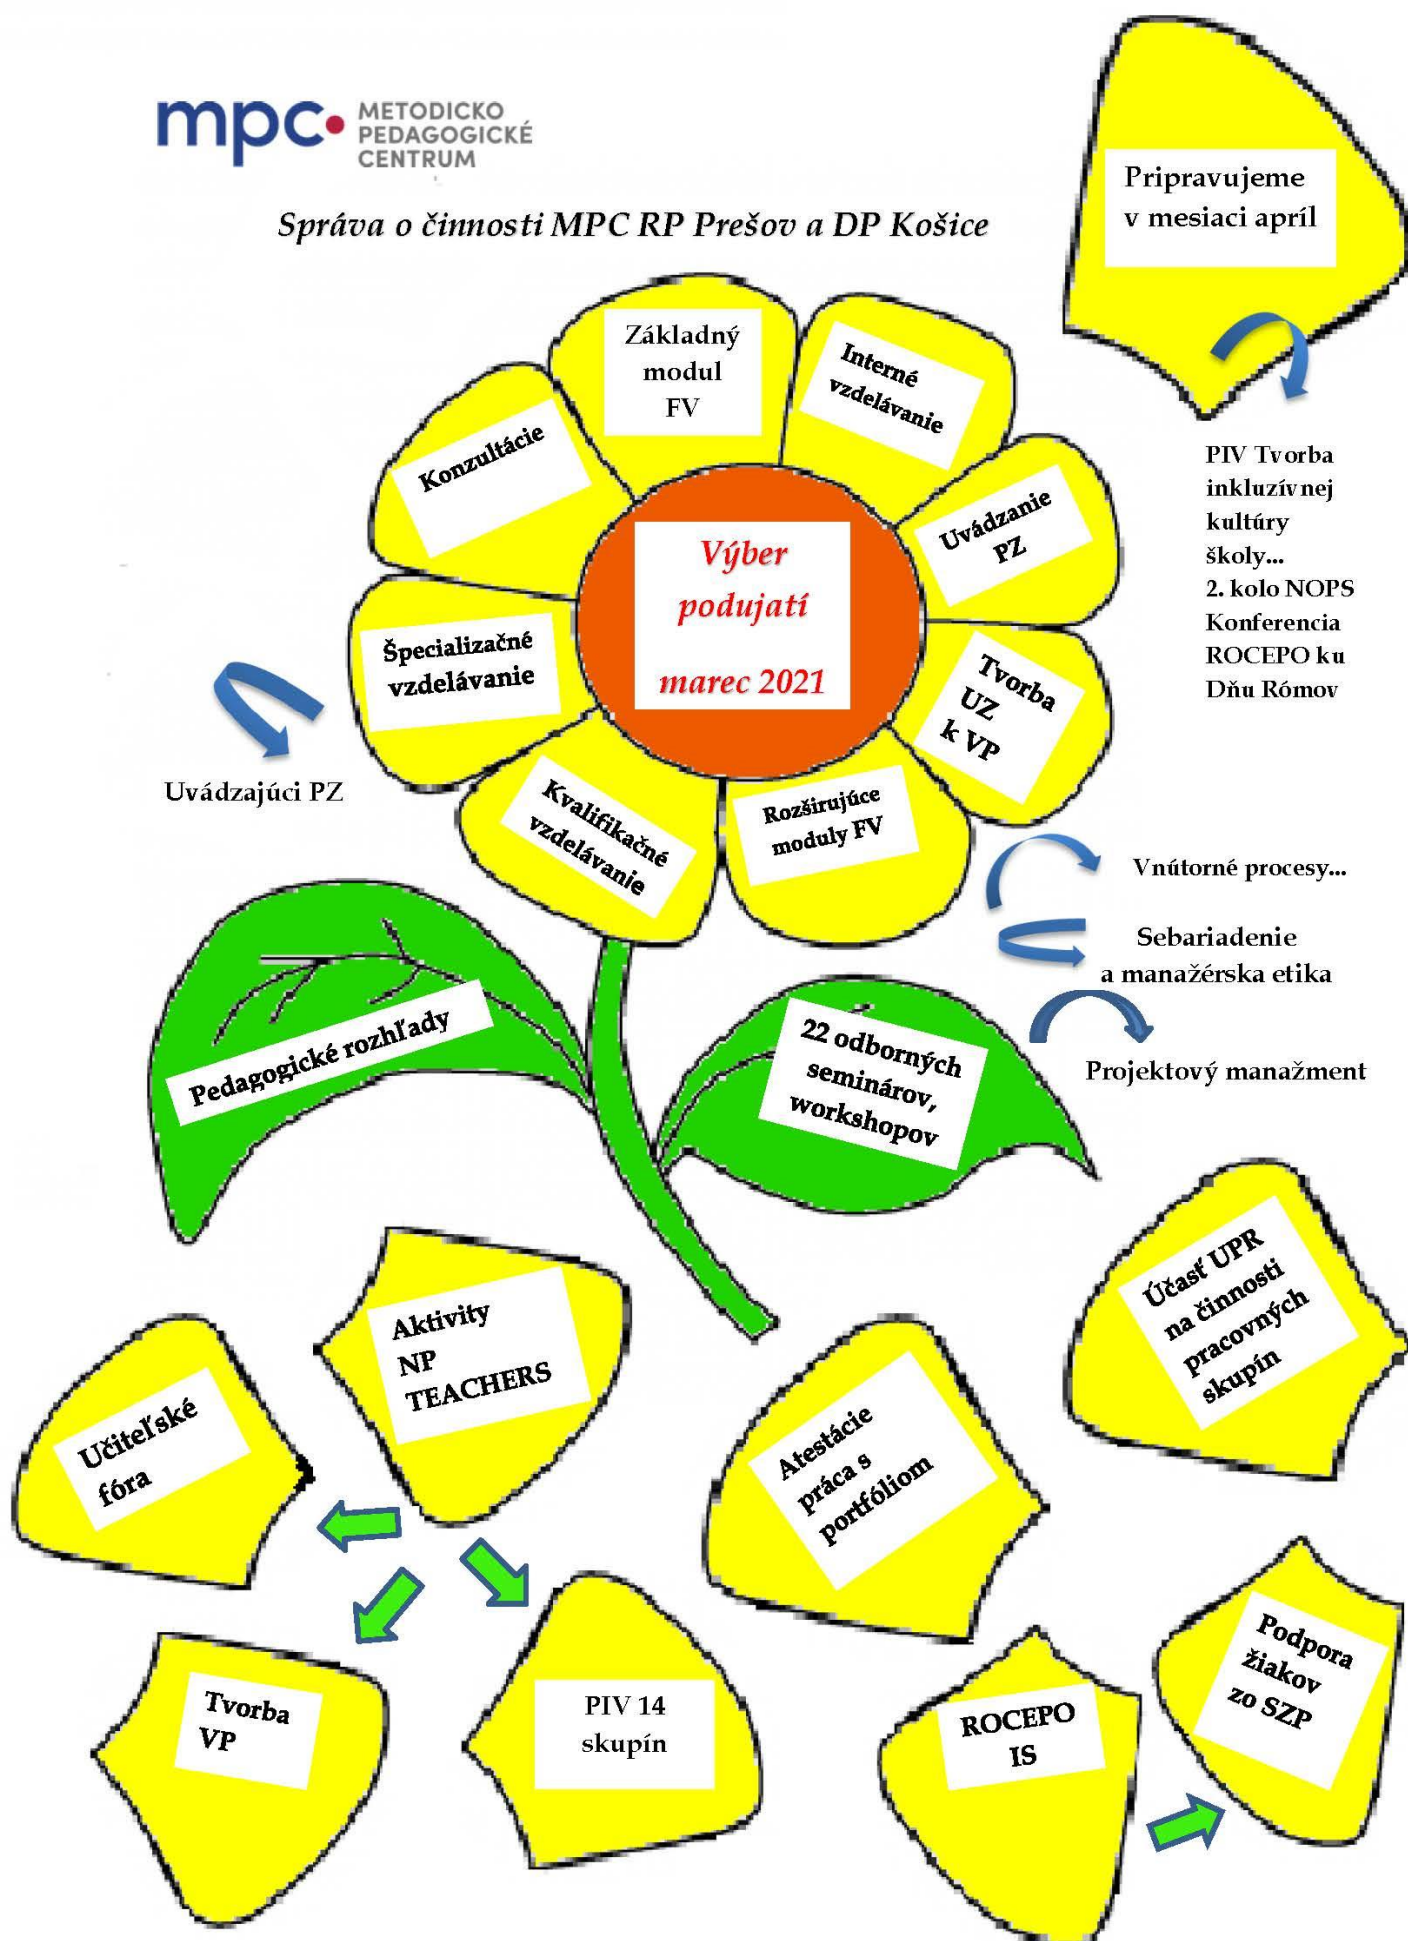 mpc
METODICKO
PEDAGOGICKÉ
CENTRUM
Správa o činnosti MPC RP Prešov a DP Košice
Pripravujeme
v mesiaci apríl
PIV Tvorba
inkluzívnej
kultúry
školy...
2. kolo NOPS
Konferencia
ROCEPO ku
Dňu Rómov
Základný
modul
FV
Interné
vzdelávanie
Konzultácie
Uvádzanie
PZ
Výber
podujatí
marec 2021
Špecializačné
vzdelávanie
Tvorba
UZ
k VP
Uvádzajúci PZ
Kvalifikačné
vzdelávanie
Rozširujúce
moduly FV
Vnútorné procesy...
Sebariadenie
a manažérska etika
Projektový manažment
Pedagogické rozhľady
22 odborných
seminárov,
workshopov
Účasť UPR
na činnosti
pracovných
skupín
Aktivity
NP
TEACHERS
Učiteľské
fóra
Atestácie
práca s
portfóliom
Tvorba
VP
PIV 14
skupín
ROCEPO
IS
Podpora
žiakov
zo SZP